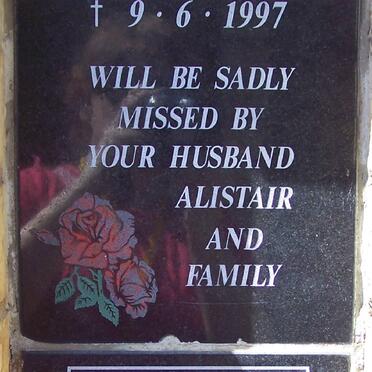 † 9 · 6 · 1997
WILL BE SADLY
MISSED BY
YOUR HUSBAND
ALISTAIR
AND
FAMILY